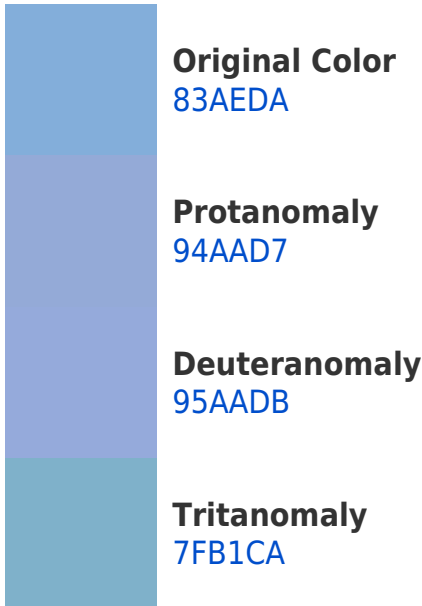 Original Color
83AEDA
Protanomaly
94AAD7
Deuteranomaly
95AADB
Tritanomaly
7FB1CA